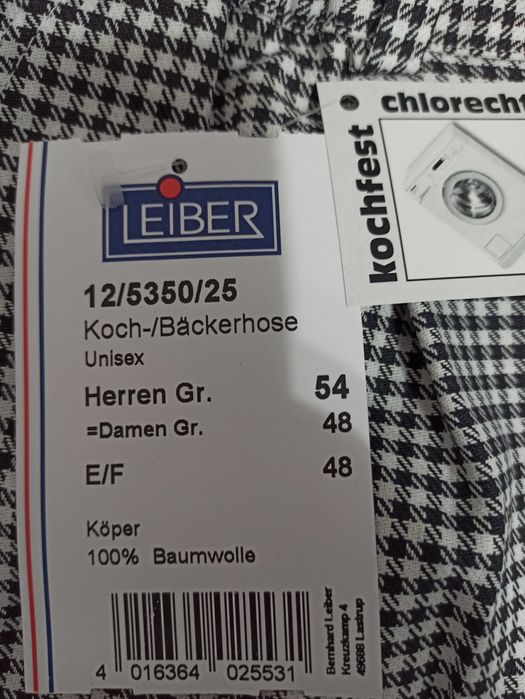 chlorecht
kochfest
LEIBER
12/5350/25
Koch-/Bäckerhose
Unisex
Herren Gr. 54
=Damen Gr. 48
E/F 48
Köper
100% Baumwolle
Bernhard Leiber
Kreuzkamp 4
49688 Lastrup
4 016364 025531